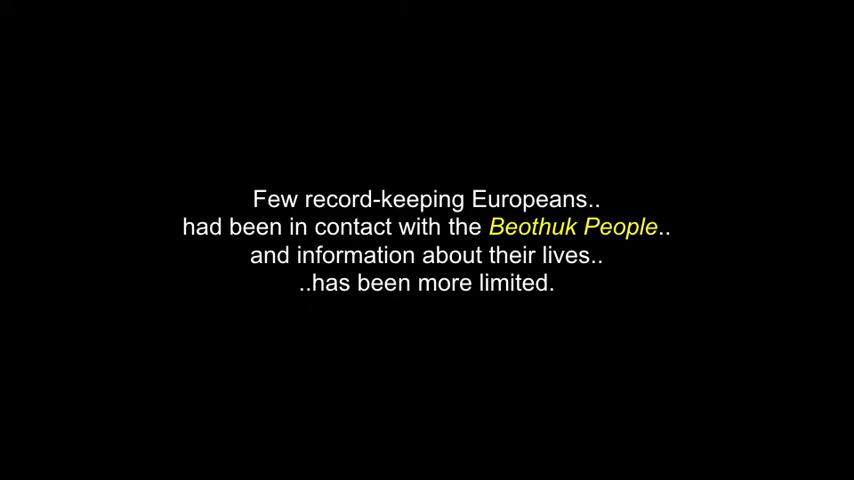 Few record-keeping Europeans..
had been in contact with the Beothuk People..
and information about their lives..
..has been more limited.